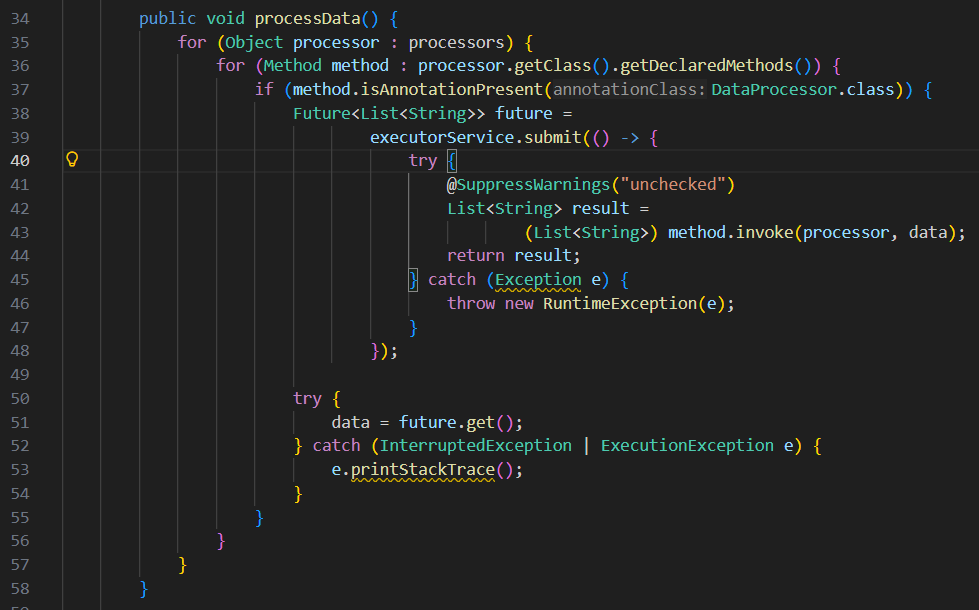 34 public void processData() {
35 for (Object processor : processors) {
36 for (Method method : processor.getClass().getDeclaredMethods()) {
37 if (method.isAnnotationPresent(annotationClass:DataProcessor.class)) {
38 Future<List<String>> future =
39 executorService.submit(() -> {
40 try {
41 @SuppressWarnings("unchecked")
42 List<String> result =
43 (List<String>) method.invoke(processor, data);
44 return result;
45 } catch (Exception e) {
46 throw new RuntimeException(e);
47 }
48 });
49
50 try {
51 data = future.get();
52 } catch (InterruptedException | ExecutionException e) {
53 e.printStackTrace();
54 }
55 }
56 }
57 }
58 }